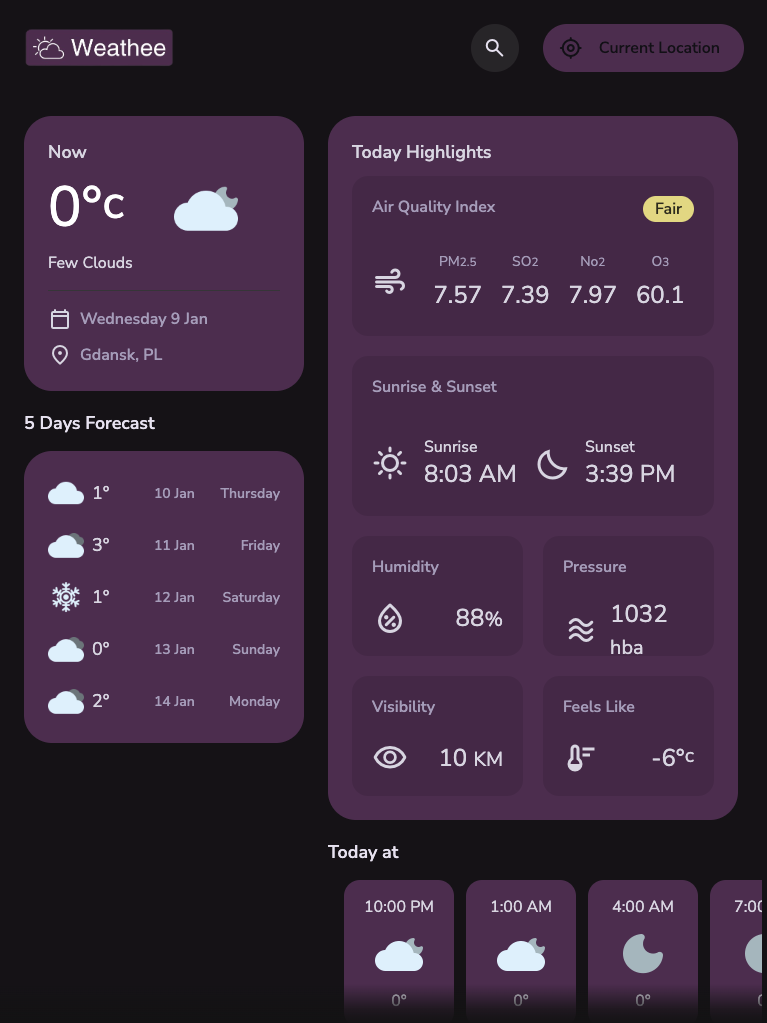 Weathee
Current Location
Now
0°c
Few Clouds
Wednesday 9 Jan
Gdansk, PL
5 Days Forecast
1° 10 Jan Thursday
3° 11 Jan Friday
1° 12 Jan Saturday
0° 13 Jan Sunday
2° 14 Jan Monday
Today Highlights
Air Quality Index Fair
PM2.5 SO2 No2 O3
7.57 7.39 7.97 60.1
Sunrise & Sunset
Sunrise Sunset
8:03 AM 3:39 PM
Humidity
88%
Pressure
1032
hba
Visibility
10 KM
Feels Like
-6°c
Today at
10:00 PM 1:00 AM 4:00 AM
0° 0° 0°